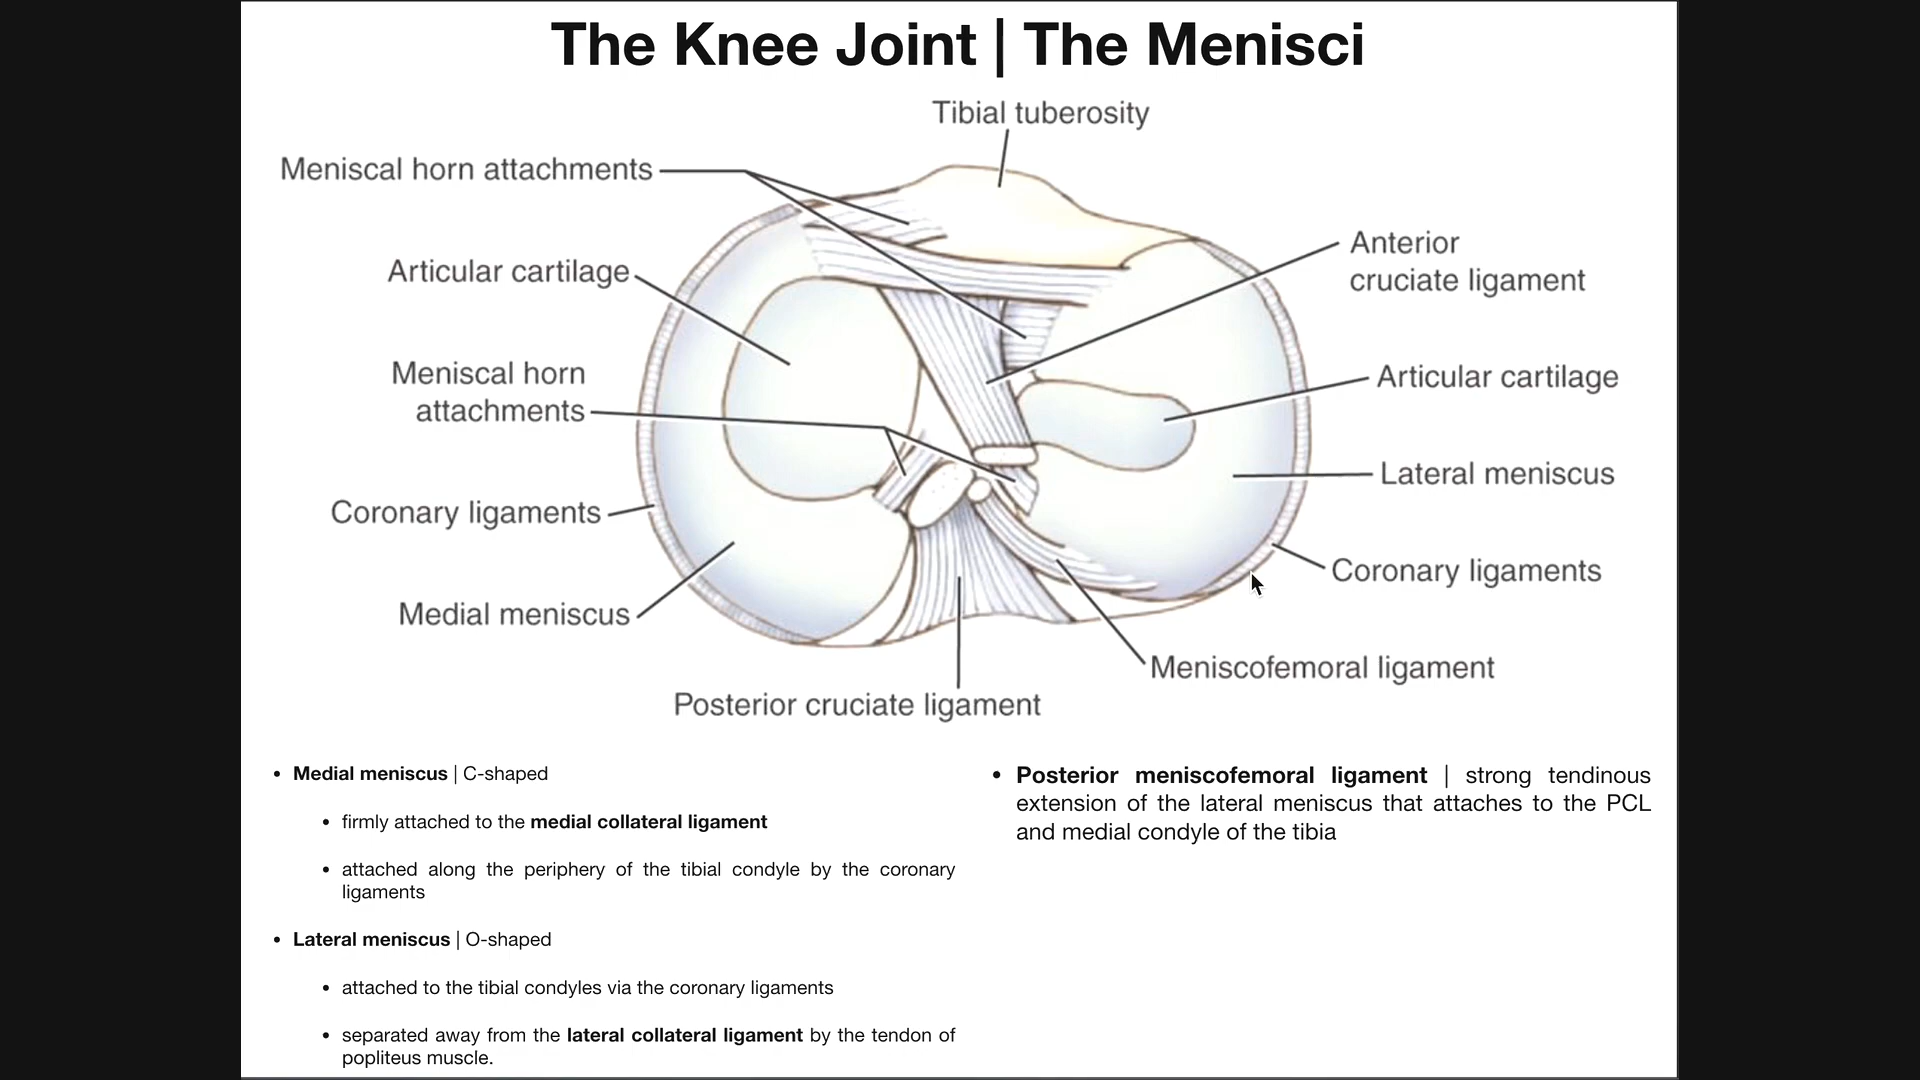 The Knee Joint | The Menisci
Tibial tuberosity
Meniscal horn attachments
Anterior
cruciate ligament
Articular cartilage
Meniscal horn
attachments
Articular cartilage
Lateral meniscus
Coronary ligaments
Coronary ligaments
Medial meniscus
Meniscofemoral ligament
Posterior cruciate ligament
• Medial meniscus | C-shaped
• firmly attached to the medial collateral ligament
• attached along the periphery of the tibial condyle by the coronary
ligaments
• Lateral meniscus | O-shaped
• attached to the tibial condyles via the coronary ligaments
• separated away from the lateral collateral ligament by the tendon of
popliteus muscle.
• Posterior meniscofemoral ligament | strong tendinous
extension of the lateral meniscus that attaches to the PCL
and medial condyle of the tibia